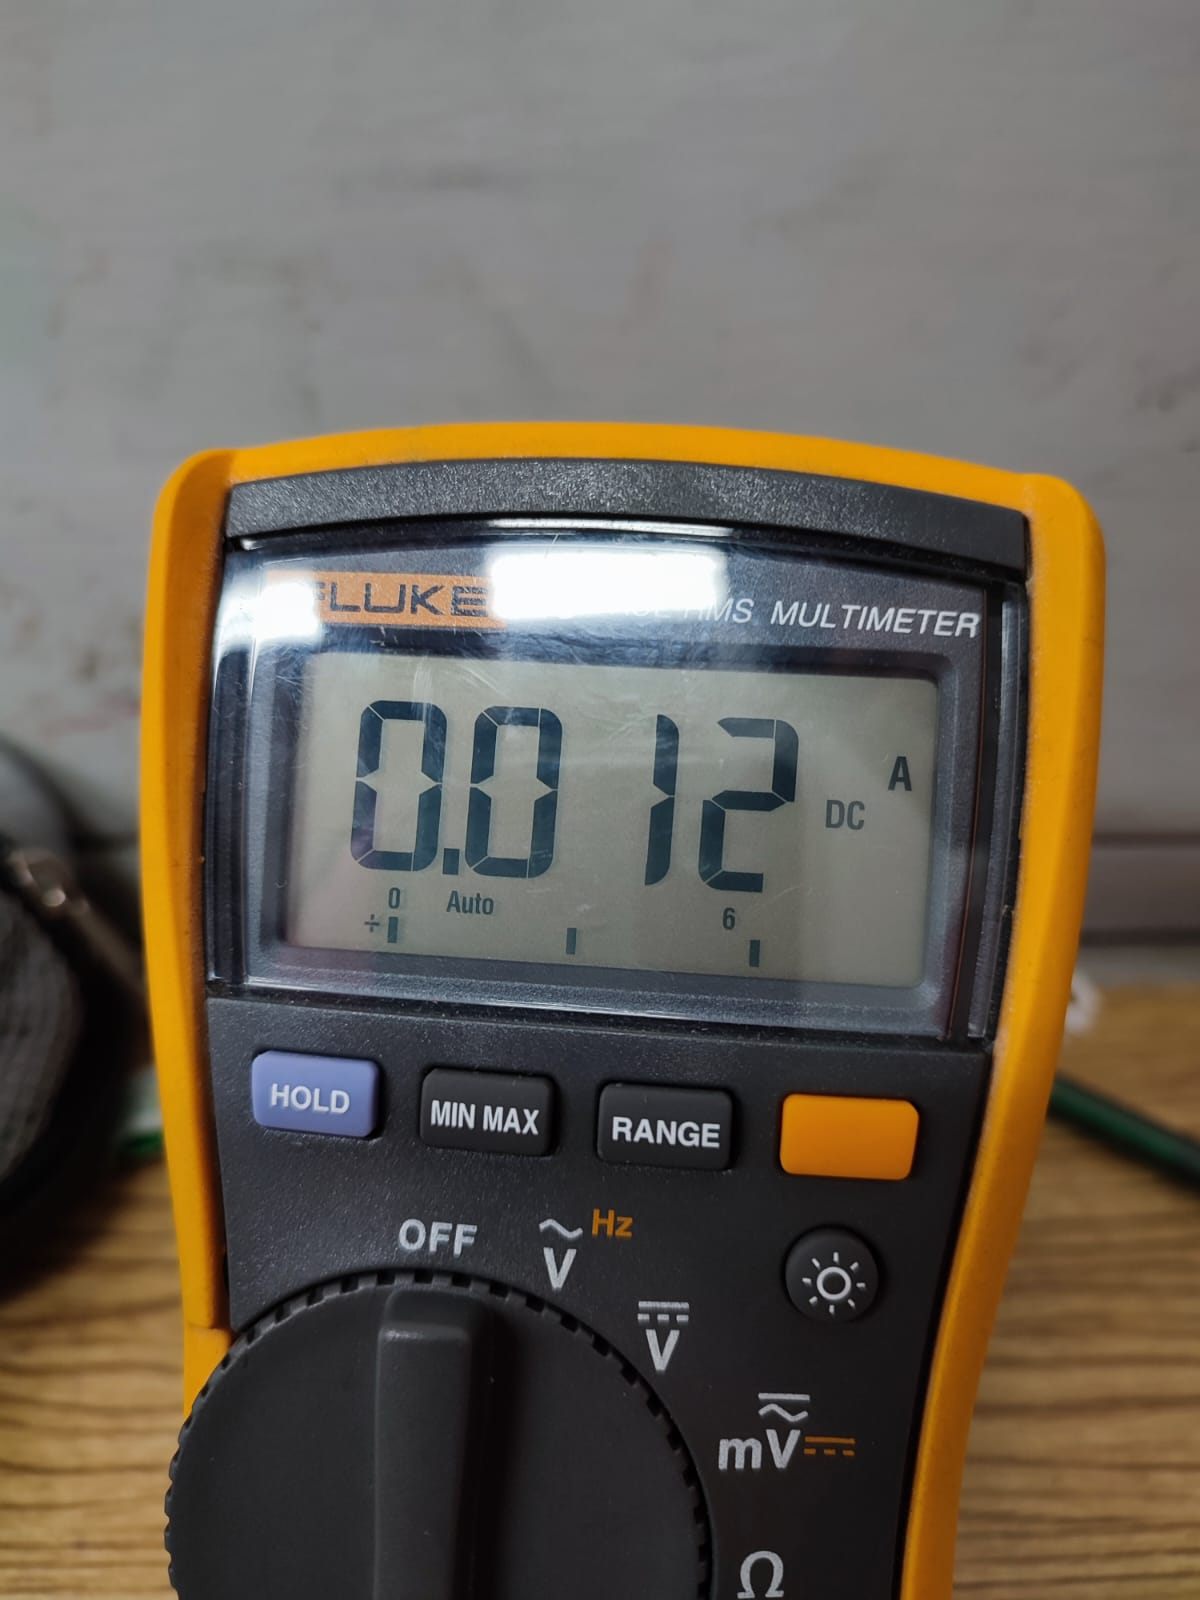 FLUKE RMS MULTIMETER
0.012 DC A
0 Auto 6
HOLD MIN MAX RANGE
OFF V Hz
V
mV
Ω